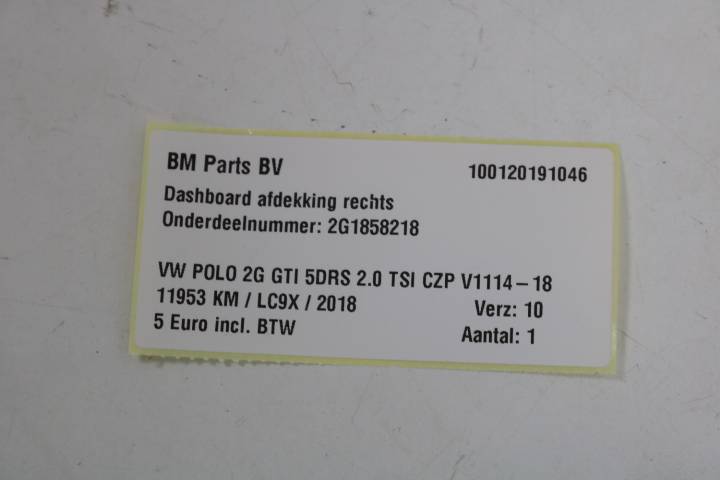 BM Parts BV 100120191046
Dashboard afdekking rechts
Onderdeelnummer: 2G1858218
VW POLO 2G GTI 5DRS 2.0 TSI CZP V1114-18
11953 KM / LC9X / 2018 Verz: 10
5 Euro incl. BTW Aantal: 1